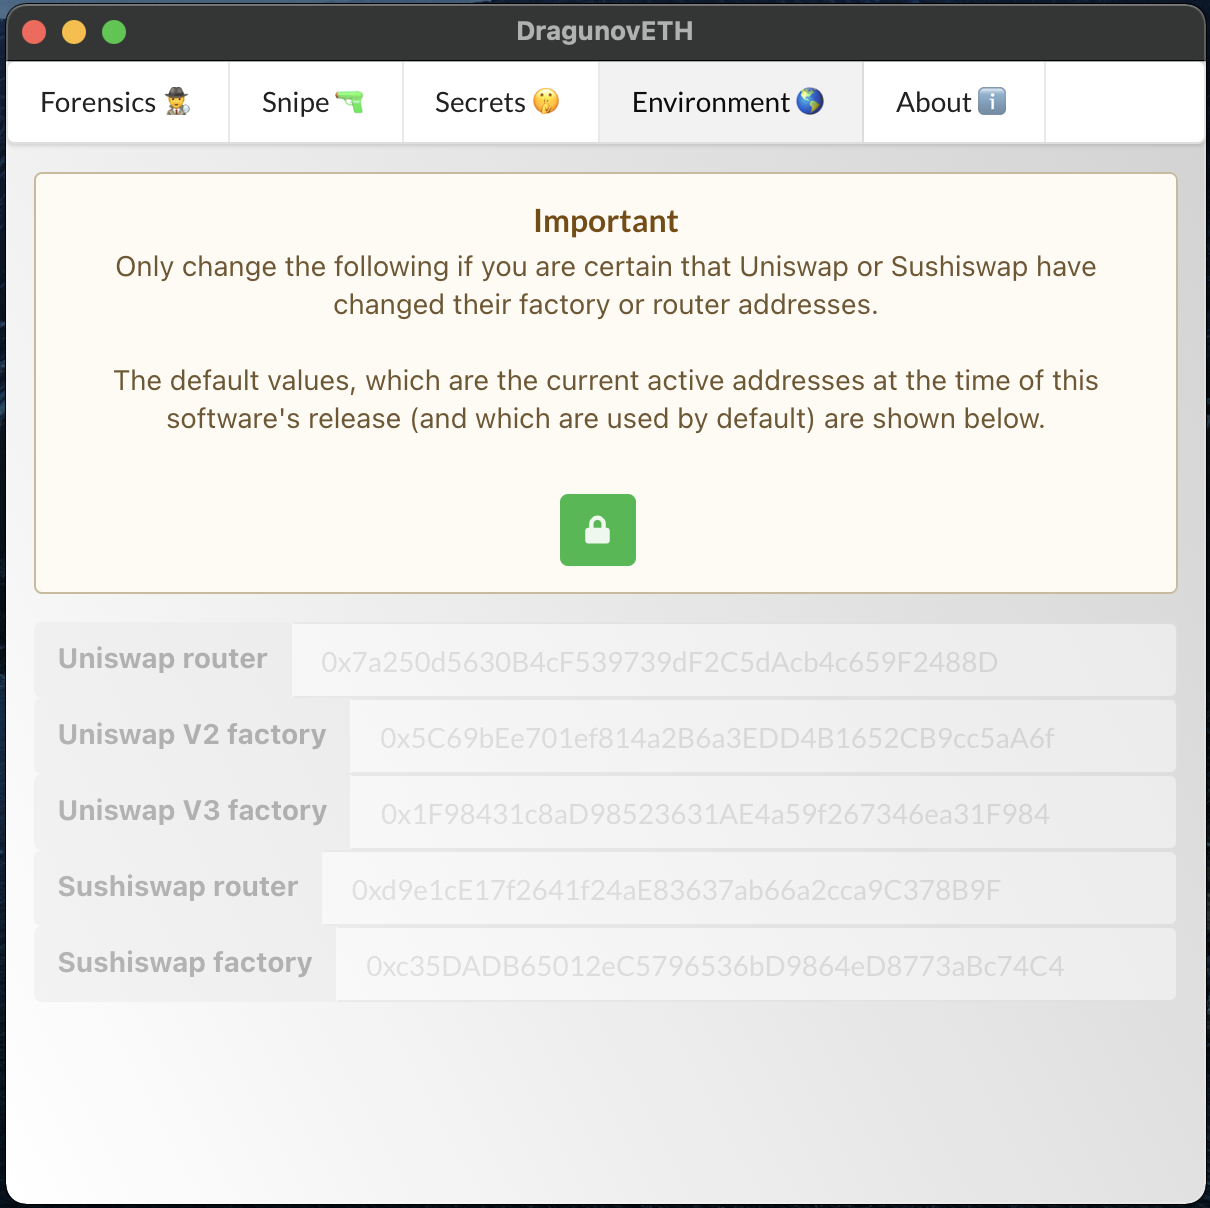 DragunovETH
Forensics 🕵️
Snipe 🔫
Secrets 🤫
Environment 🌎
About ℹ️
Important
Only change the following if you are certain that Uniswap or Sushiswap have
changed their factory or router addresses.
The default values, which are the current active addresses at the time of this
software's release (and which are used by default) are shown below.
Uniswap router 0x7a250d5630B4cF539739dF2C5dAcb4c659F2488D
Uniswap V2 factory 0x5C69bEe701ef814a2B6a3EDD4B1652CB9cc5aA6f
Uniswap V3 factory 0x1F98431c8aD98523631AE4a59f267346ea31F984
Sushiswap router 0xd9e1cE17f2641f24aE83637ab66a2cca9C378B9F
Sushiswap factory 0xc35DADB65012eC5796536bD9864eD8773aBc74C4